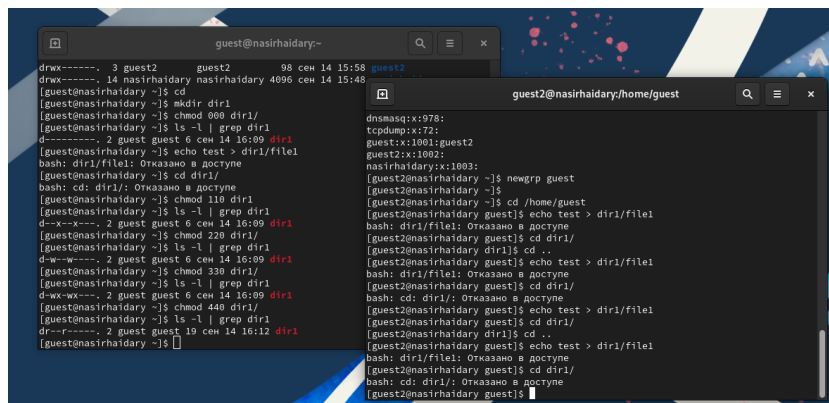 guest@nasirhaidary:~
drwx------.  3 guest2      guest2        98 сен 14 15:58 guest2
drwx------. 14 nasirhaidary nasirhaidary 4096 сен 14 15:48
[guest@nasirhaidary ~]$ cd
[guest@nasirhaidary ~]$ mkdir dir1
[guest@nasirhaidary ~]$ chmod 000 dir1/
[guest@nasirhaidary ~]$ ls -l | grep dir1
d---------. 2 guest guest 6 сен 14 16:09 dir1
[guest@nasirhaidary ~]$ echo test > dir1/file1
bash: dir1/file1: Отказано в доступе
[guest@nasirhaidary ~]$ cd dir1/
bash: cd: dir1/: Отказано в доступе
[guest@nasirhaidary ~]$ chmod 110 dir1
[guest@nasirhaidary ~]$ ls -l | grep dir1
d--x--x---. 2 guest guest 6 сен 14 16:09 dir1
[guest@nasirhaidary ~]$ chmod 220 dir1/
[guest@nasirhaidary ~]$ ls -l | grep dir1
d-w--w----. 2 guest guest 6 сен 14 16:09 dir1
[guest@nasirhaidary ~]$ chmod 330 dir1/
[guest@nasirhaidary ~]$ ls -l | grep dir1
d-wx-wx---. 2 guest guest 6 сен 14 16:09 dir1
[guest@nasirhaidary ~]$ chmod 440 dir1/
[guest@nasirhaidary ~]$ ls -l | grep dir1
dr--r-----. 2 guest guest 19 сен 14 16:12 dir1
[guest@nasirhaidary ~]$
guest2@nasirhaidary:/home/guest
dnsmasq:x:978:
tcpdump:x:72:
guest:x:1001:guest2
guest2:x:1002:
nasirhaidary:x:1003:
[guest2@nasirhaidary ~]$ newgrp guest
[guest2@nasirhaidary ~]$
[guest2@nasirhaidary ~]$ cd /home/guest
[guest2@nasirhaidary guest]$ echo test > dir1/file1
bash: dir1/file1: Отказано в доступе
[guest2@nasirhaidary guest]$ cd dir1/
[guest2@nasirhaidary dir1]$ cd ..
[guest2@nasirhaidary guest]$ echo test > dir1/file1
bash: dir1/file1: Отказано в доступе
[guest2@nasirhaidary guest]$ cd dir1/
bash: cd: dir1/: Отказано в доступе
[guest2@nasirhaidary guest]$ echo test > dir1/file1
[guest2@nasirhaidary guest]$ cd dir1/
[guest2@nasirhaidary dir1]$ cd ..
[guest2@nasirhaidary guest]$ echo test > dir1/file1
bash: dir1/file1: Отказано в доступе
[guest2@nasirhaidary guest]$ cd dir1/
bash: cd: dir1/: Отказано в доступе
[guest2@nasirhaidary guest]$